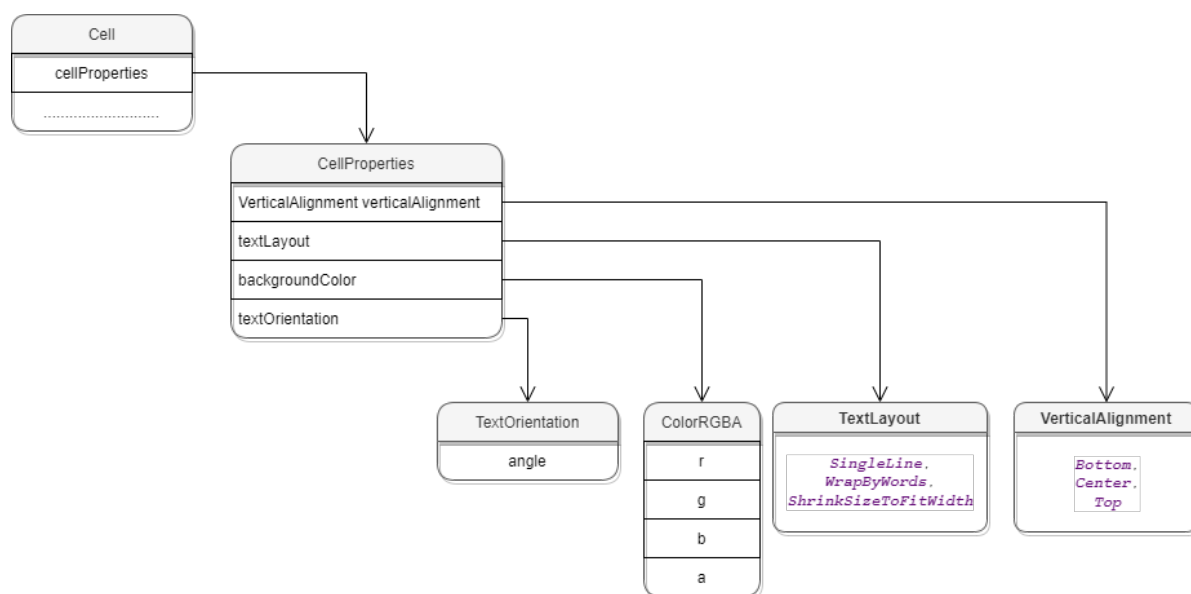 Cell
cellProperties
...........................
CellProperties
VerticalAlignment verticalAlignment
textLayout
backgroundColor
textOrientation
TextOrientation
angle
ColorRGBA
r
g
b
a
TextLayout
SingleLine,
WrapByWords,
ShrinkSizeToFitWidth
VerticalAlignment
Bottom,
Center,
Top